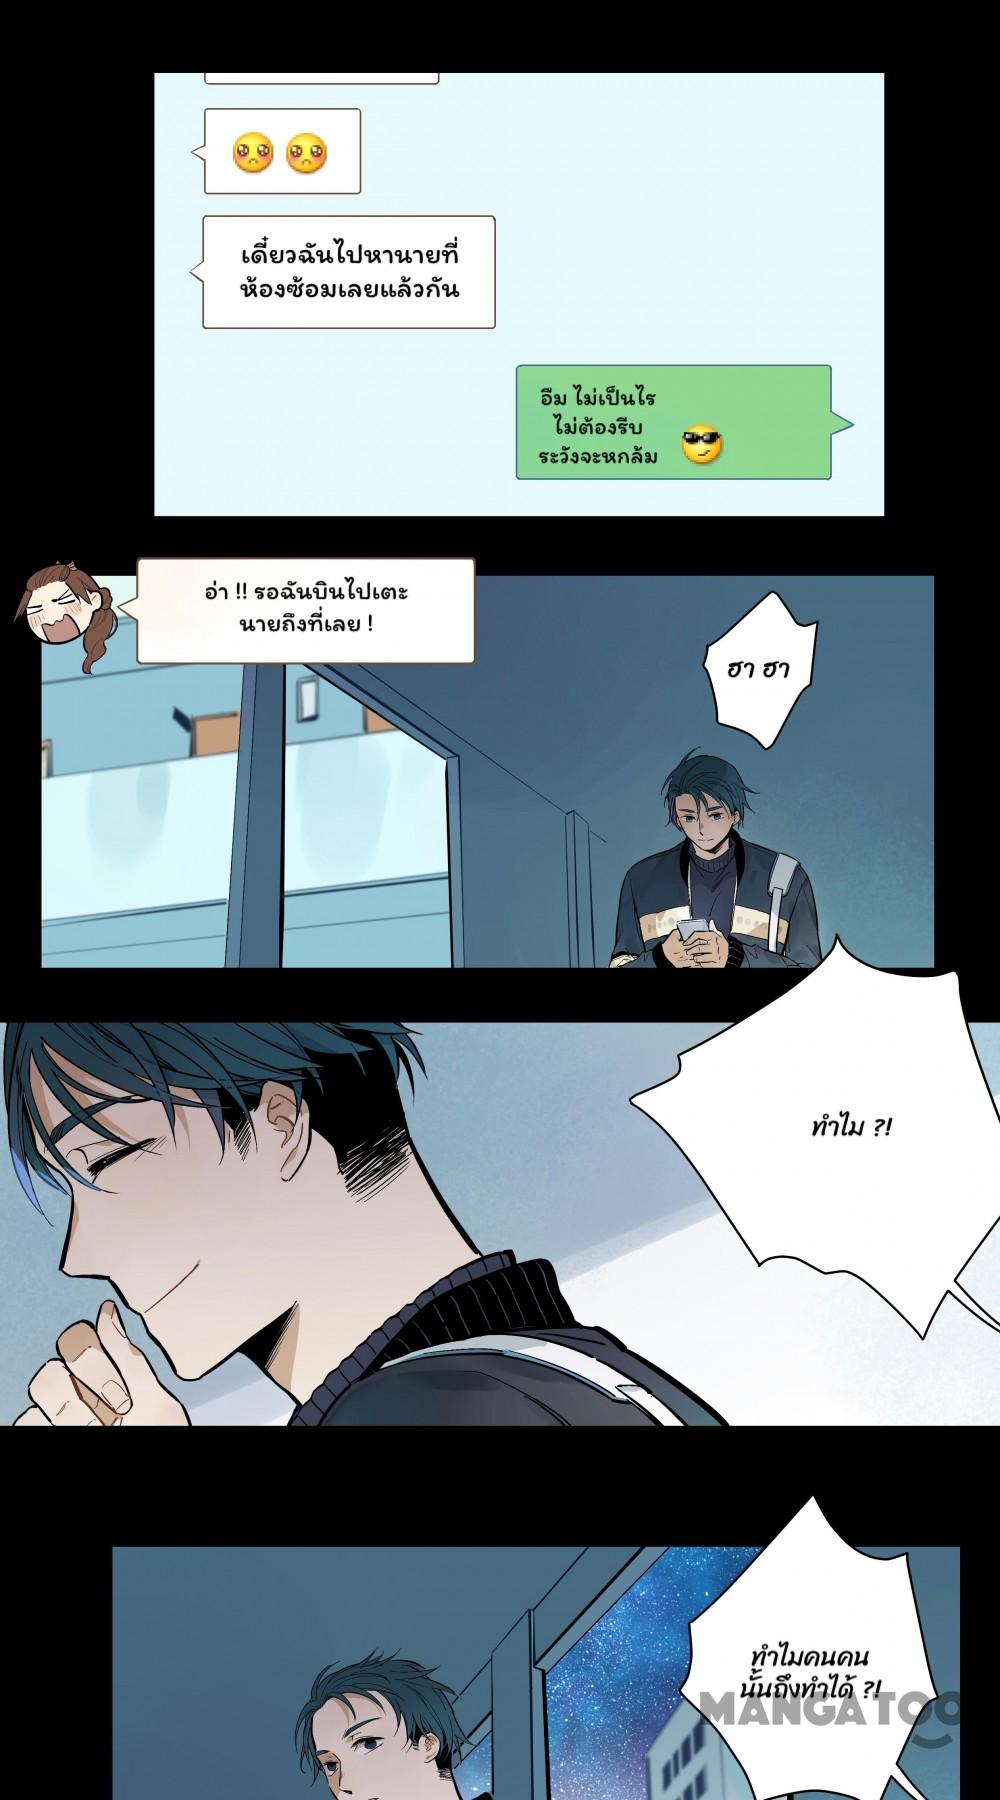 เดี๋ยวฉันไปหานายที่
ห้องซ้อมเลยแล้วกัน
อืม ไม่เป็นไร
ไม่ต้องรีบ
ระวังจะหกล้ม
อ่า !! รอฉันบินไปเตะ
นายถึงที่เลย !
ฮา ฮา
ทำไม ?!
ทำไมคนคน
นั้นถึงทำได้ ?!
MANGATOO